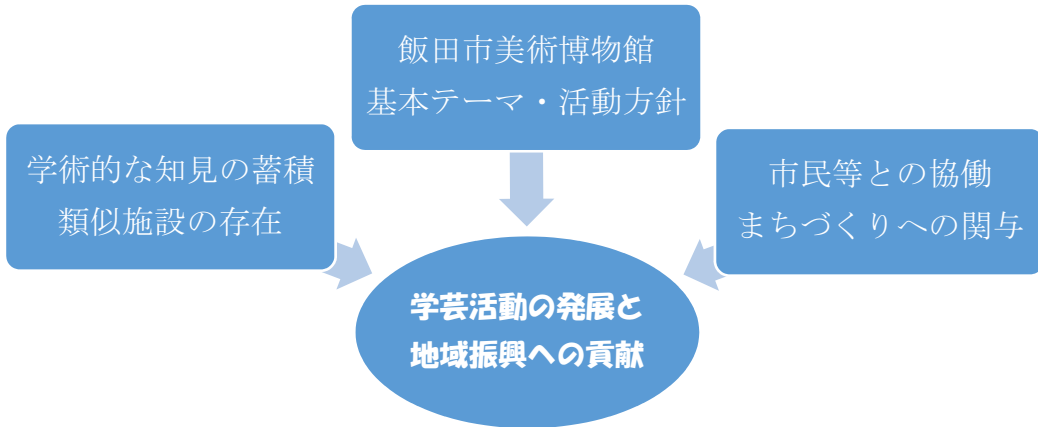 飯田市美術博物館
基本テーマ・活動方針
学術的な知見の蓄積
類似施設の存在
市民等との協働
まちづくりへの関与
学芸活動の発展と
地域振興への貢献